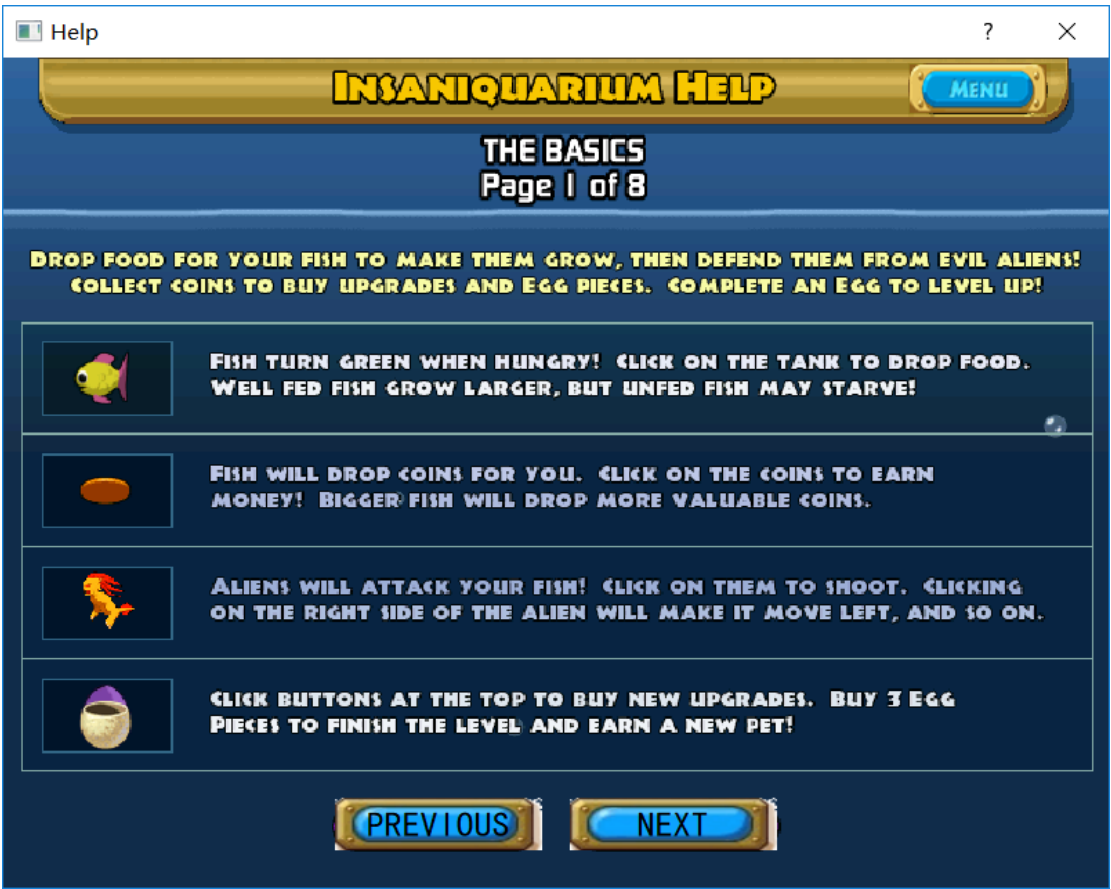 Help
?
INSANIQUARIUM HELP
MENU
THE BASICS
Page 1 of 8
DROP FOOD FOR YOUR FISH TO MAKE THEM GROW, THEN DEFEND THEM FROM EVIL ALIENS!
COLLECT COINS TO BUY UPGRADES AND EGG PIECES. COMPLETE AN EGG TO LEVEL UP!
FISH TURN GREEN WHEN HUNGRY! CLICK ON THE TANK TO DROP FOOD.
WELL FED FISH GROW LARGER, BUT UNFED FISH MAY STARVE!
FISH WILL DROP COINS FOR YOU. CLICK ON THE COINS TO EARN
MONEY! BIGGER FISH WILL DROP MORE VALUABLE COINS.
ALIENS WILL ATTACK YOUR FISH! CLICK ON THEM TO SHOOT. CLICKING
ON THE RIGHT SIDE OF THE ALIEN WILL MAKE IT MOVE LEFT, AND SO ON.
CLICK BUTTONS AT THE TOP TO BUY NEW UPGRADES. BUY 3 EGG
PIECES TO FINISH THE LEVEL AND EARN A NEW PET!
PREVIOUS
NEXT